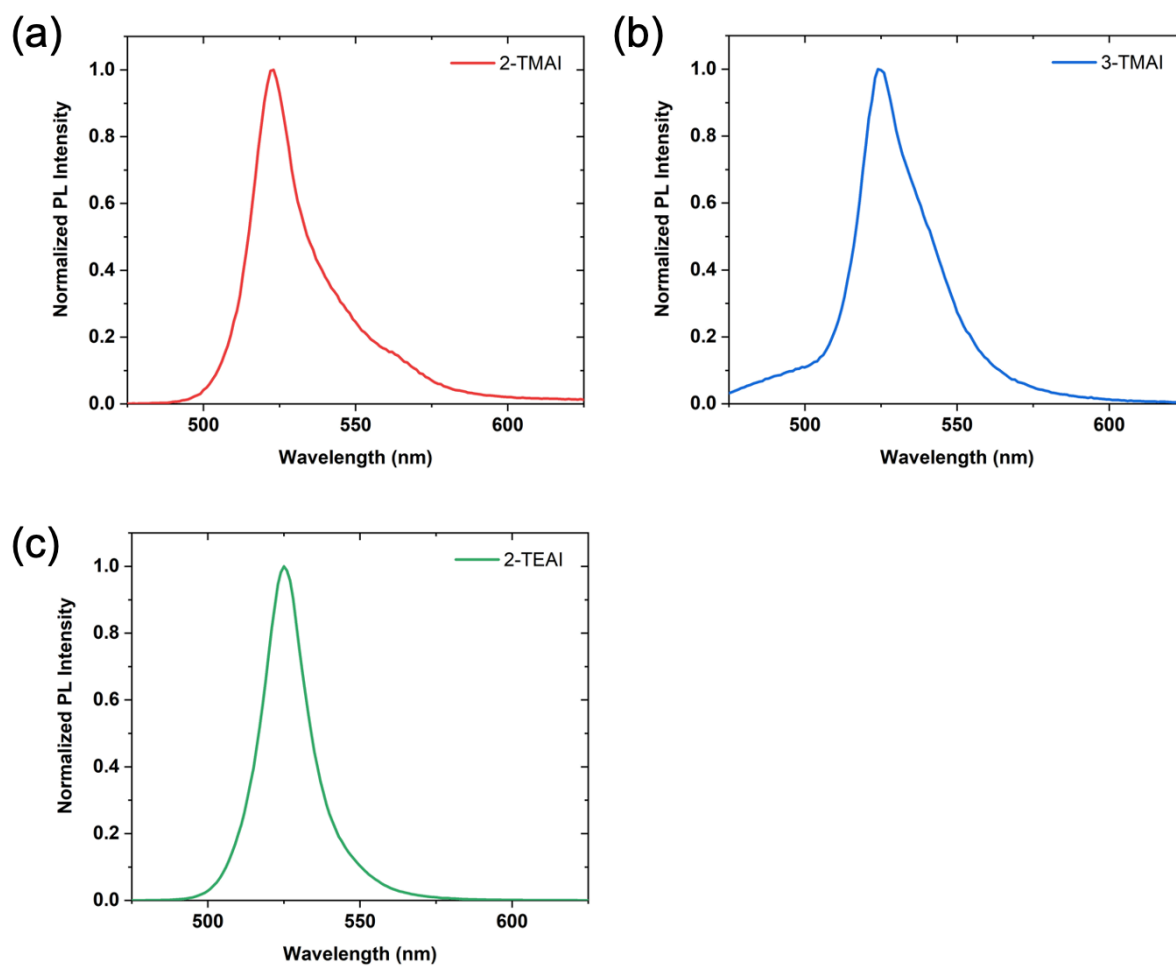 (a)
2-TMAI
Normalized PL Intensity
1.0
0.8
0.6
0.4
0.2
0.0
500
550
600
Wavelength (nm)
(b)
3-TMAI
Normalized PL Intensity
1.0
0.8
0.6
0.4
0.2
0.0
500
550
600
Wavelength (nm)
(c)
2-TEAI
Normalized PL Intensity
1.0
0.8
0.6
0.4
0.2
0.0
500
550
600
Wavelength (nm)